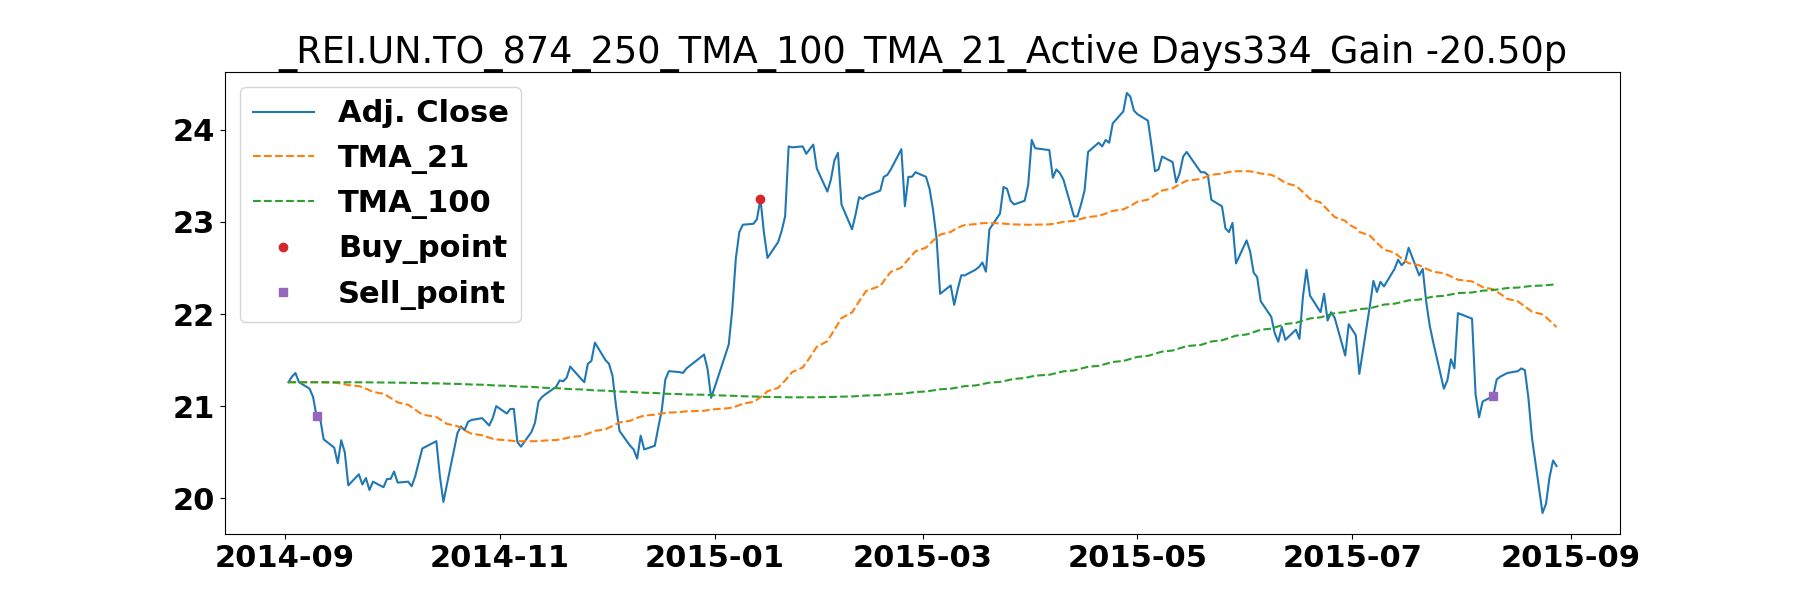 _REI.UN.TO_874_250_TMA_100_TMA_21_Active Days334_Gain -20.50p
Adj. Close
TMA_21
TMA_100
Buy_point
Sell_point
24
23
22
21
20
2014-09 2014-11 2015-01 2015-03 2015-05 2015-07 2015-09